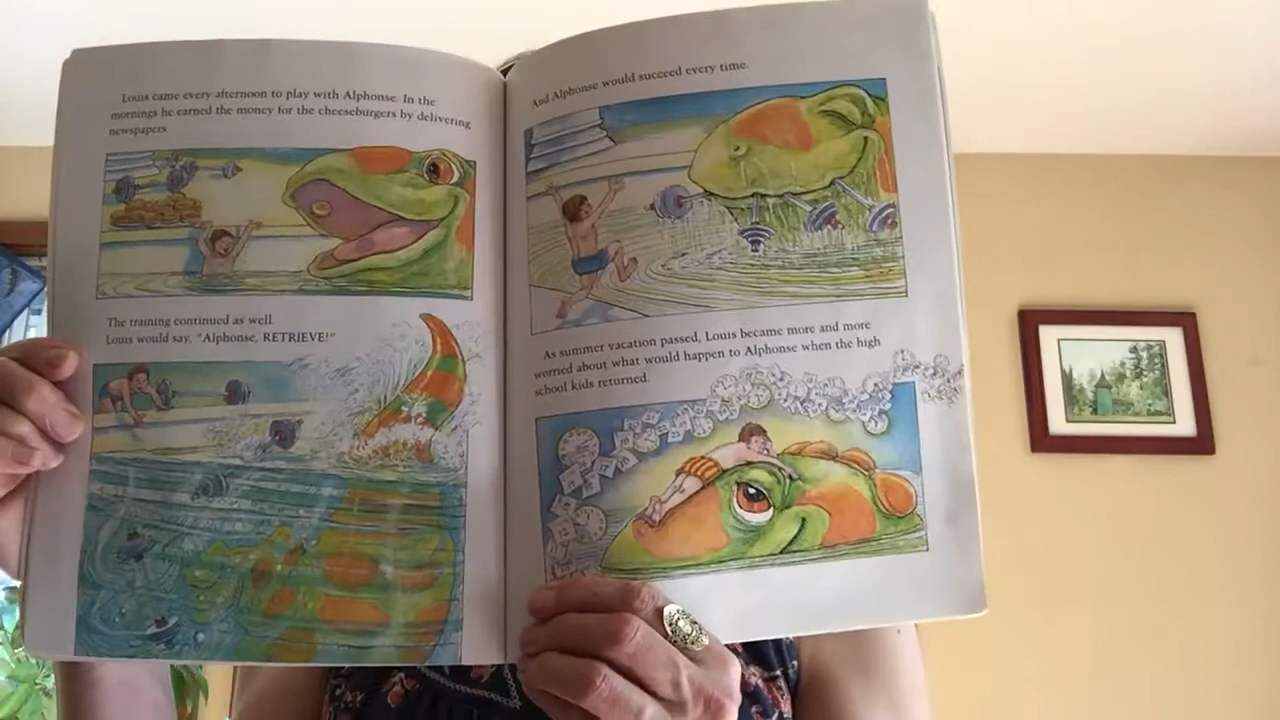 Louis came every afternoon to play with Alphonse. In the
mornings he earned the money for the cheeseburgers by delivering
newspapers.
The training continued as well.
Louis would say, "Alphonse, RETRIEVE!"
And Alphonse would succeed every time.
As summer vacation passed, Louis became more and more
worried about what would happen to Alphonse when the high
school kids returned.